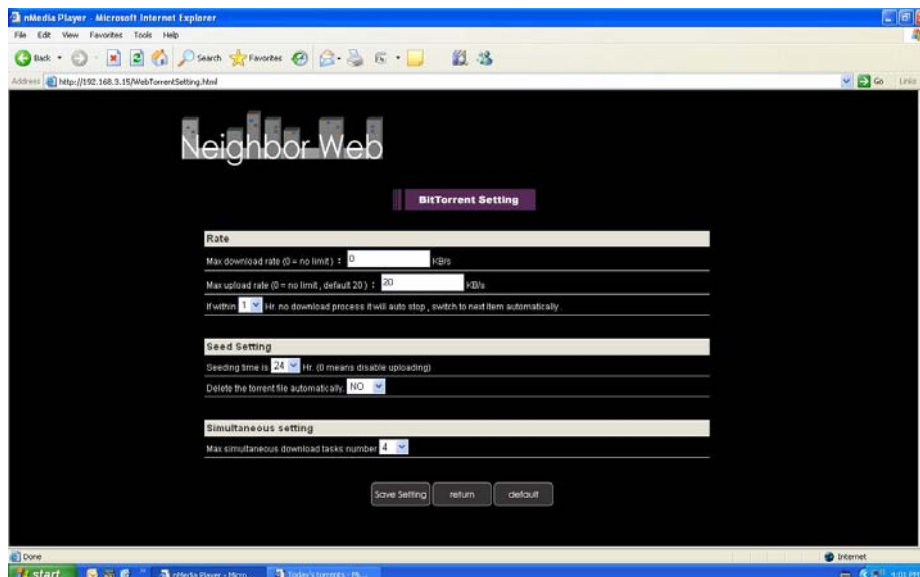 nMedia Player - Microsoft Internet Explorer
File Edit View Favorites Tools Help
Back Search Favorites
Address http://192.168.3.15/WebTorrentSetting.html Go Links
Neighbor Web
BitTorrent Setting
Rate
Max download rate (0 = no limit) : 0 KB/s
Max upload rate (0 = no limit, default 20) : 20 KB/s
If within 1 Hr. no download process it will auto stop , switch to next item automatically .
Seed Setting
Seeding time is 24 Hr. (0 means disable uploading)
Delete the torrent file automatically. NO
Simultaneous setting
Max simultaneous download tasks number 4
Save Setting return default
Done Internet
start nMedia Player - Micro... Today's torrents - Mi... 4:01 PM